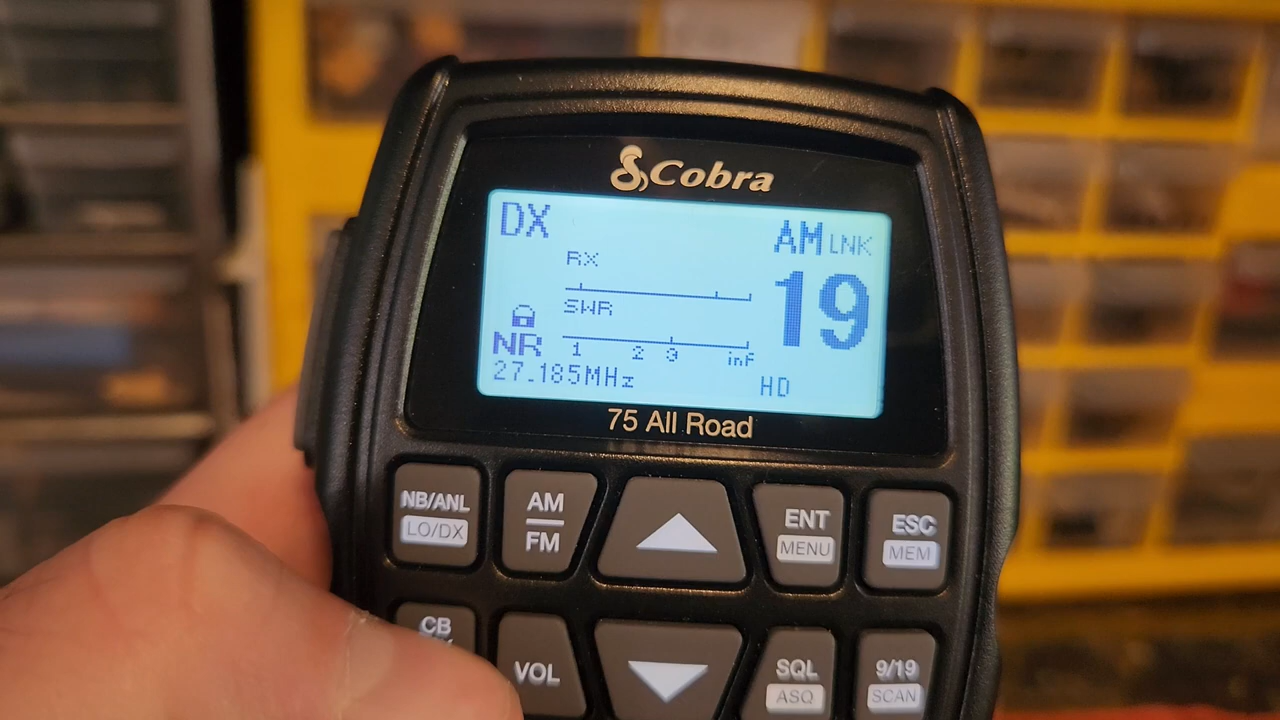 Cobra
DX
AM LNK
RX
19
SWR
NR
1 2 3 inf
27.185MHz
HD
75 All Road
NB/ANL
LO/DX
AM
FM
ENT
MENU
ESC
MEM
CB
VOL
SQL
ASQ
9/19
SCAN